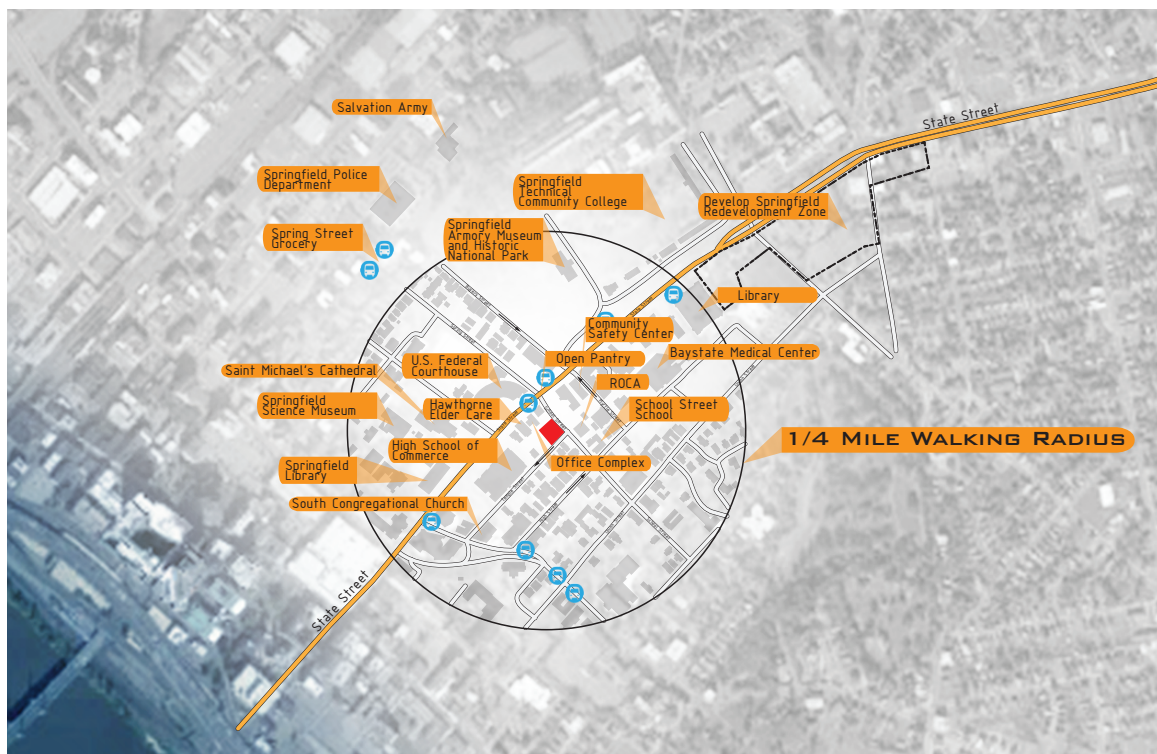 State Street
Salvation Army
Springfield Police
Department
Springfield
Technical
Community College
Develop Springfield
Redevelopment Zone
Spring Street
Grocery
Springfield
Armory Museum
and Historic
National Park
Library
Community
Safety Center
Baystate Medical Center
Open Pantry
U.S. Federal
Courthouse
Saint Michael's Cathedral
ROCA
Springfield
Science Museum
Hawthorne
Elder Care
School Street
School
1/4 Mile Walking Radius
High School of
Commerce
Office Complex
Springfield
Library
South Congregational Church
State Street